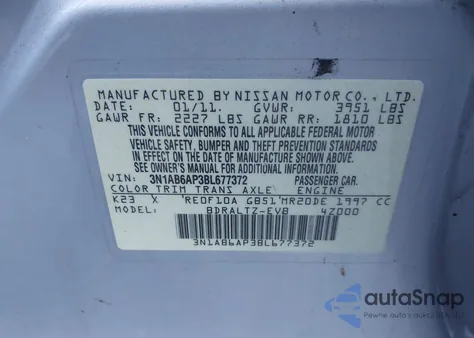 MANUFACTURED BY NISSAN MOTOR CO., LTD.
DATE: 01/11. GVWR: 3951 LBS
GAWR FR: 2227 LBS GAWR RR: 1810 LBS
THIS VEHICLE CONFORMS TO ALL APPLICABLE FEDERAL MOTOR
VEHICLE SAFETY, BUMPER AND THEFT PREVENTION STANDARDS
IN EFFECT ON THE DATE OF MANUFACTURE SHOWN ABOVE.
SEE OWNER'S MANUAL FOR ADDITIONAL INFORMATION
VIN: 3N1AB6AP3BL677372 PASSENGER CAR.
COLOR TRIM TRANS AXLE ENGINE
K23 X RE0F10A GB51 MR20DE 1997 CC
MODEL: BDRALTZ-EVB 4Z000
3N1AB6AP3BL677372
autoSnap
Pewne auto's aukcji